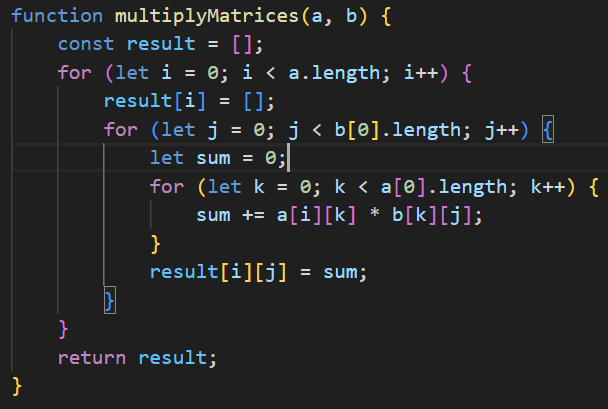 function multiplyMatrices(a, b) {
    const result = [];
    for (let i = 0; i < a.length; i++) {
        result[i] = [];
        for (let j = 0; j < b[0].length; j++) {
            let sum = 0;
            for (let k = 0; k < a[0].length; k++) {
                sum += a[i][k] * b[k][j];
            }
            result[i][j] = sum;
        }
    }
    return result;
}